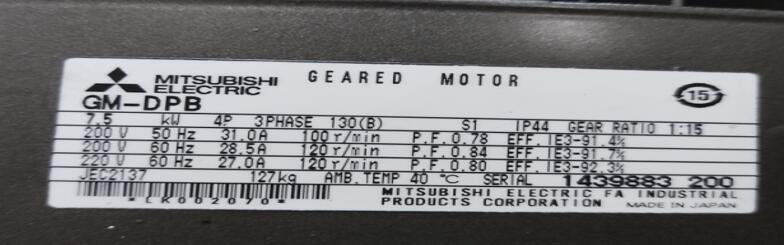 MITSUBISHI
ELECTRIC
GEARED MOTOR
15
GM-DPB
7.5 kW 4P 3PHASE 130(B) S1 IP44 GEAR RATIO 1:15
200 V 50 Hz 31.0A 100 r/min P.F. 0.78 EFF. IE3-91.4%
200 V 60 Hz 28.5A 120 r/min P.F. 0.84 EFF. IE3-91.7%
220 V 60 Hz 27.0A 120 r/min P.F. 0.80 EFF. IE3-92.3%
JEC2137 127kg AMB.TEMP 40 ℃ SERIAL 1439883 200
MITSUBISHI ELECTRIC FA INDUSTRIAL
*LK002070* PRODUCTS CORPORATION MADE IN JAPAN